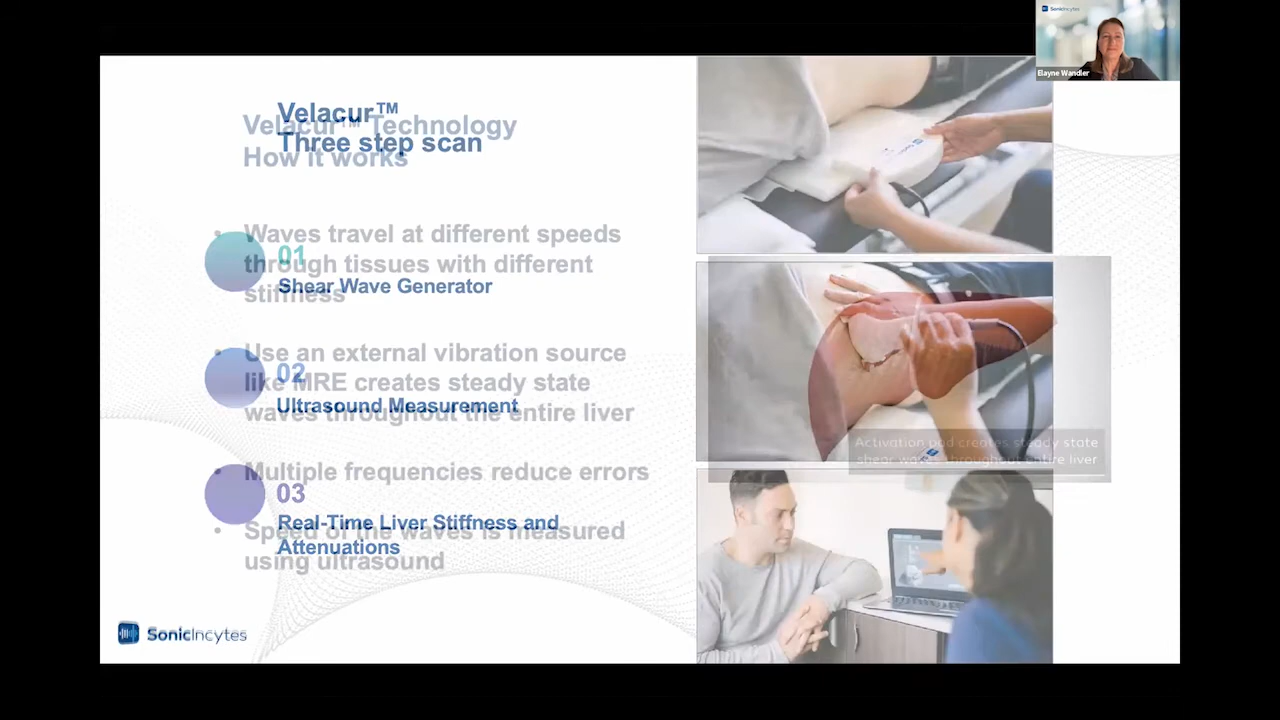 SonicIncytes
Elayne Wandler
Velacur™
Three step scan
Velacur™ Technology
How it works
01
Shear Wave Generator
02
Ultrasound Measurement
03
Real-Time Liver Stiffness and
Attenuations
• Waves travel at different speeds
through tissues with different
stiffness
• Use an external vibration source
like MRE creates steady state
waves throughout the entire liver
• Multiple frequencies reduce errors
• Speed of the waves is measured
using ultrasound
Activation pad creates steady state
shear waves throughout entire liver
SonicIncytes